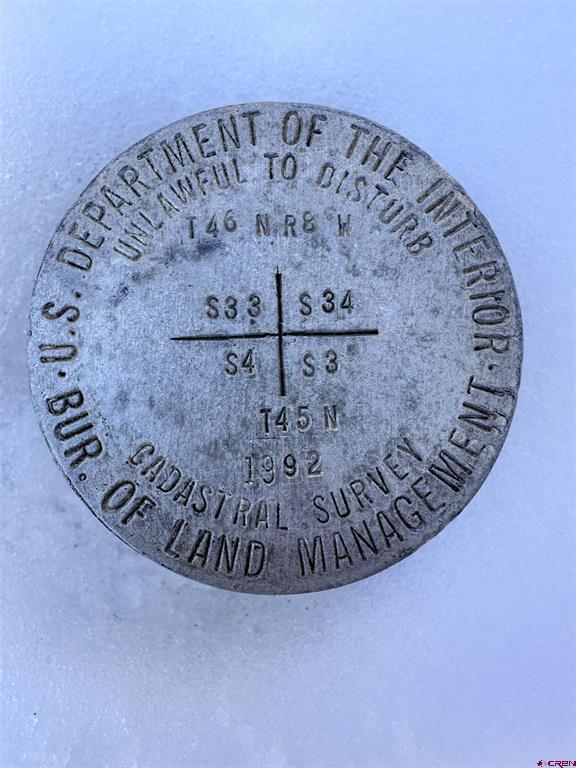 U.S. DEPARTMENT OF THE INTERIOR
UNLAWFUL TO DISTURB
T46 N R8 W
S33 S34
S4 S3
T45 N
1992
CADASTRAL SURVEY
BUR. OF LAND MANAGEMENT
CREN